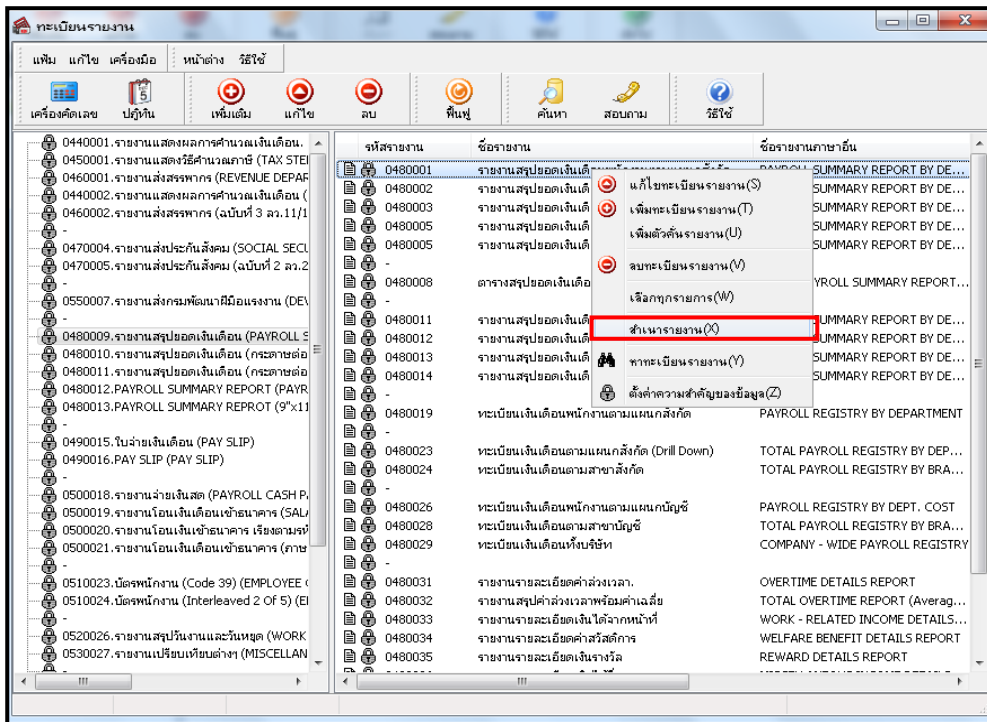 ทะเบียนรายงาน
แฟ้ม แก้ไข เครื่องมือ หน้าต่าง วิธีใช้
เครื่องคิดเลข ปฏิทิน เพิ่มเติม แก้ไข ลบ ฟื้นฟู ค้นหา สอบถาม วิธีใช้
0440001.รายงานแสดงผลการคำนวณเงินเดือน.
0450001.รายงานแสดงวิธีคำนวณภาษี (TAX STE
0460001.รายงานส่งสรรพากร (REVENUE DEPAR
0440002.รายงานแสดงผลการคำนวณเงินเดือน (
0460002.รายงานส่งสรรพากร (ฉบับที่ 3 ลว.11/1
-
0470004.รายงานส่งประกันสังคม (SOCIAL SECU
0470005.รายงานส่งประกันสังคม (ฉบับที่ 2 ลว.2
-
0550007.รายงานส่งกรมพัฒนาฝีมือแรงงาน (DEV
-
0480009.รายงานสรุปยอดเงินเดือน (PAYROLL S
0480010.รายงานสรุปยอดเงินเดือน (กระดาษต่อ
0480011.รายงานสรุปยอดเงินเดือน (กระดาษต่อ
0480012.PAYROLL SUMMARY REPORT (PAYR
0480013.PAYROLL SUMMARY REPROT (9"x11
-
0490015.ใบจ่ายเงินเดือน (PAY SLIP)
0490016.PAY SLIP (PAY SLIP)
-
0500018.รายงานจ่ายเงินสด (PAYROLL CASH P
0500019.รายงานโอนเงินเดือนเข้าธนาคาร (SAL
0500020.รายงานโอนเงินเข้าธนาคาร เรียงตามรห
0500021.รายงานโอนเงินเดือนเข้าธนาคาร (ภาษ
-
0510023.บัตรพนักงาน (Code 39) (EMPLOYEE
0510024.บัตรพนักงาน (Interleaved 2 Of 5) (E
-
0520026.รายงานสรุปวันงานและวันหยุด (WORK
0530027.รายงานเปรียบเทียบต่างๆ (MISCELLAN
-
รหัสรายงาน ชื่อรายงาน ชื่อรายงานภาษาอื่น
0480001 รายงานสรุปยอดเงินเดือนพนักงานตามแผนกสังกัด PAYROLL SUMMARY REPORT BY DE...
0480002 รายงานสรุปยอดเงินเดื SUMMARY REPORT BY DE...
0480003 รายงานสรุปยอดเงินเดื SUMMARY REPORT BY DE...
0480005 รายงานสรุปยอดเงินเดื SUMMARY REPORT BY DE...
0480005 รายงานสรุปยอดเงินเดื SUMMARY REPORT BY DE...
-
0480008 ตารางสรุปยอดเงินเดือ YROLL SUMMARY REPORT...
-
0480011 รายงานสรุปยอดเงินเดื SUMMARY REPORT BY DE...
0480012 รายงานสรุปยอดเงินเดื SUMMARY REPORT BY DE...
0480013 รายงานสรุปยอดเงินเดื SUMMARY REPORT BY DE...
0480014 รายงานสรุปยอดเงินเดื SUMMARY REPORT BY DE...
-
0480019 ทะเบียนเงินเดือนพนักงานตามแผนกสังกัด PAYROLL REGISTRY BY DEPARTMENT
-
0480023 ทะเบียนเงินเดือนตามแผนกสังกัด (Drill Down) TOTAL PAYROLL REGISTRY BY DEP...
0480024 ทะเบียนเงินเดือนตามสาขาสังกัด TOTAL PAYROLL REGISTRY BY BRA...
-
0480026 ทะเบียนเงินเดือนพนักงานตามแผนกบัญชี PAYROLL REGISTRY BY DEPT. COST
0480028 ทะเบียนเงินเดือนตามสาขาบัญชี TOTAL PAYROLL REGISTRY BY BRA...
0480029 ทะเบียนเงินเดือนทั้งบริษัท COMPANY - WIDE PAYROLL REGISTRY
-
0480031 รายงานรายละเอียดค่าล่วงเวลา. OVERTIME DETAILS REPORT
0480032 รายงานสรุปค่าล่วงเวลาพร้อมค่าเฉลี่ย TOTAL OVERTIME REPORT (Averag...
0480033 รายงานรายละเอียดเงินได้จากหน้าที่ WORK - RELATED INCOME DETAILS...
0480034 รายงานรายละเอียดค่าสวัสดิการ WELFARE BENEFIT DETAILS REPORT
0480035 รายงานรายละเอียดเงินรางวัล REWARD DETAILS REPORT
แก้ไขทะเบียนรายงาน(S)
เพิ่มทะเบียนรายงาน(T)
เพิ่มตัวคั่นรายงาน(U)
ลบทะเบียนรายงาน(V)
เลือกทุกรายการ(W)
สำเนารายงาน(X)
หาทะเบียนรายงาน(Y)
ตั้งค่าความสำคัญของข้อมูล(Z)